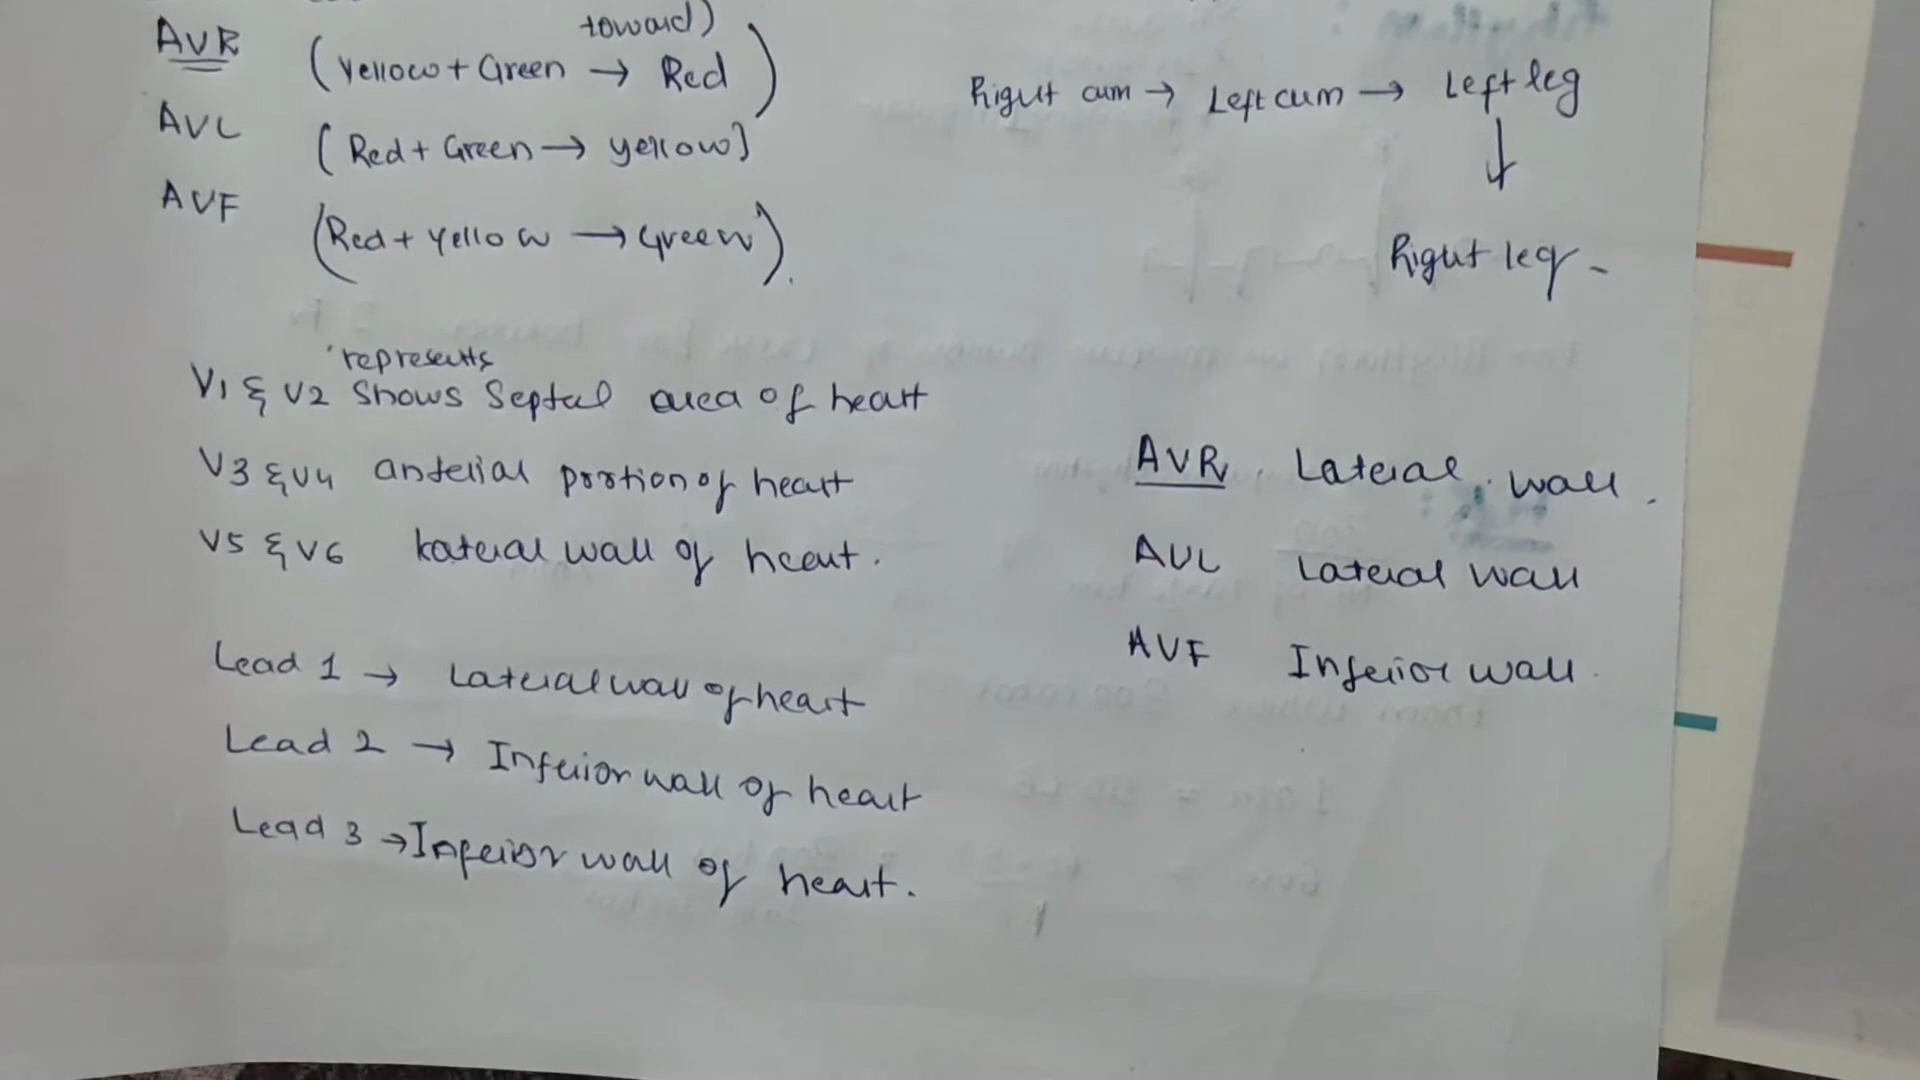 toward)
AVR (Yellow + Green → Red)
AVL [Red + Green → yellow]
AVF (Red + Yellow → Green).
Right arm → Left arm → Left leg
↓
Right leg -
represents
V1 & V2 Shows Septal area of heart
V3 & V4 anterial portion of heart
V5 & V6 Lateral wall of heart.
Lead 1 → Lateral wall of heart
Lead 2 → Inferior wall of heart
Lead 3 → Inferior wall of heart.
AVR. Lateral wall.
AVL Lateral wall
AVF Inferior wall.